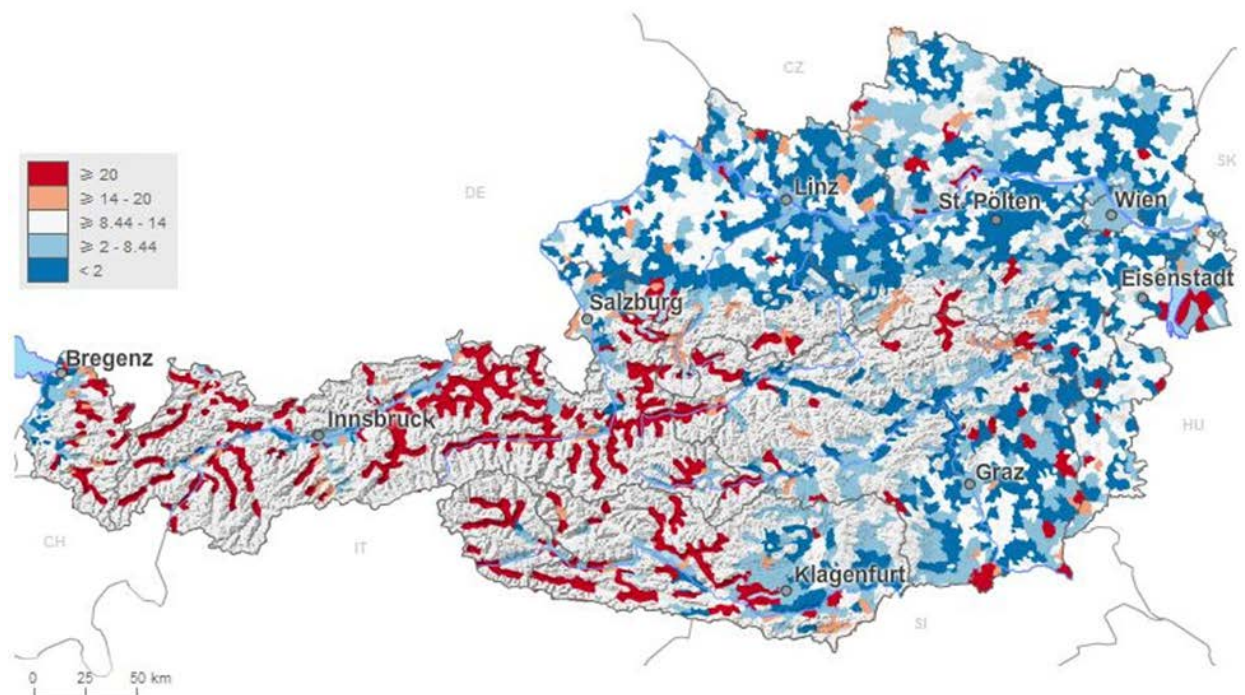 CZ
SK
DE
≥ 20
≥ 14 - 20
≥ 8.44 - 14
≥ 2 - 8.44
< 2
Linz
St. Pölten
Wien
Eisenstadt
Salzburg
Bregenz
Innsbruck
HU
Graz
CH
IT
Klagenfurt
SI
0 25 50 km